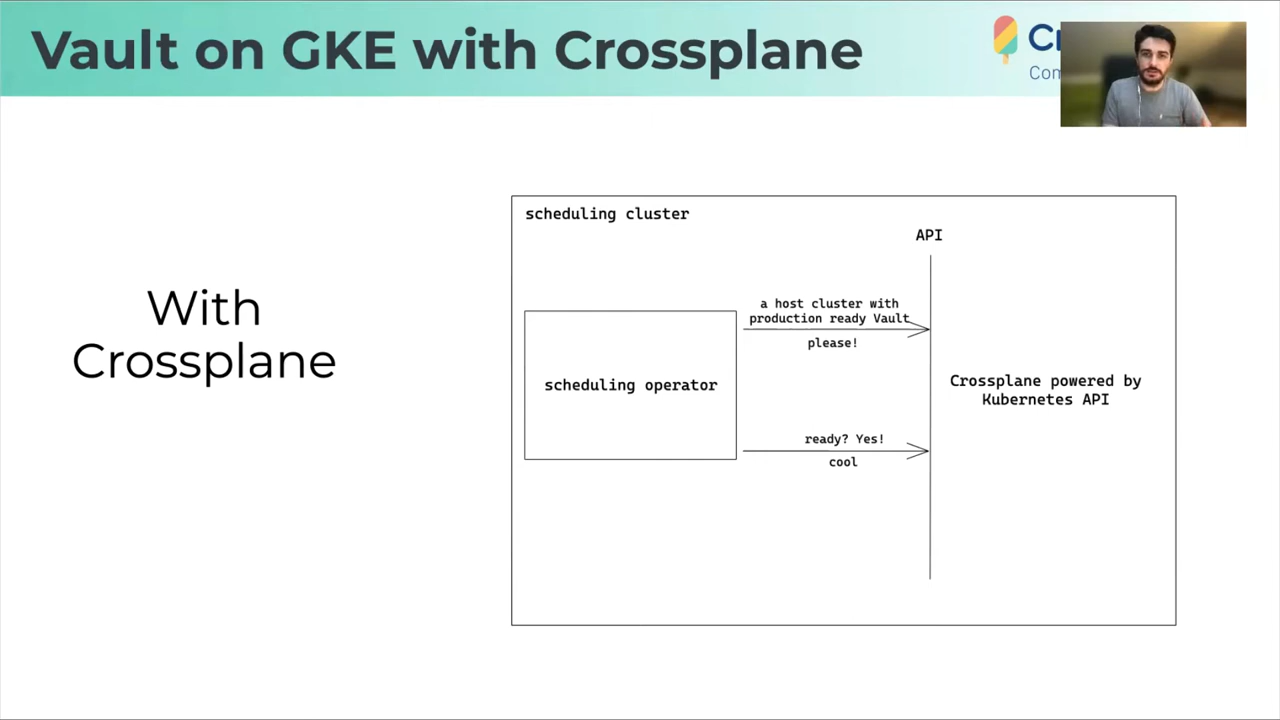 Vault on GKE with Crossplane
With
Crossplane
scheduling cluster
API
a host cluster with
production ready Vault
please!
scheduling operator
Crossplane powered by
Kubernetes API
ready? Yes!
cool